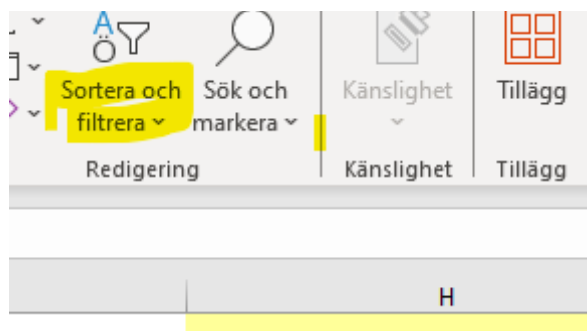 Sortera och
filtrera
Sök och
markera
Känslighet
Tillägg
Redigering
Känslighet
Tillägg
H